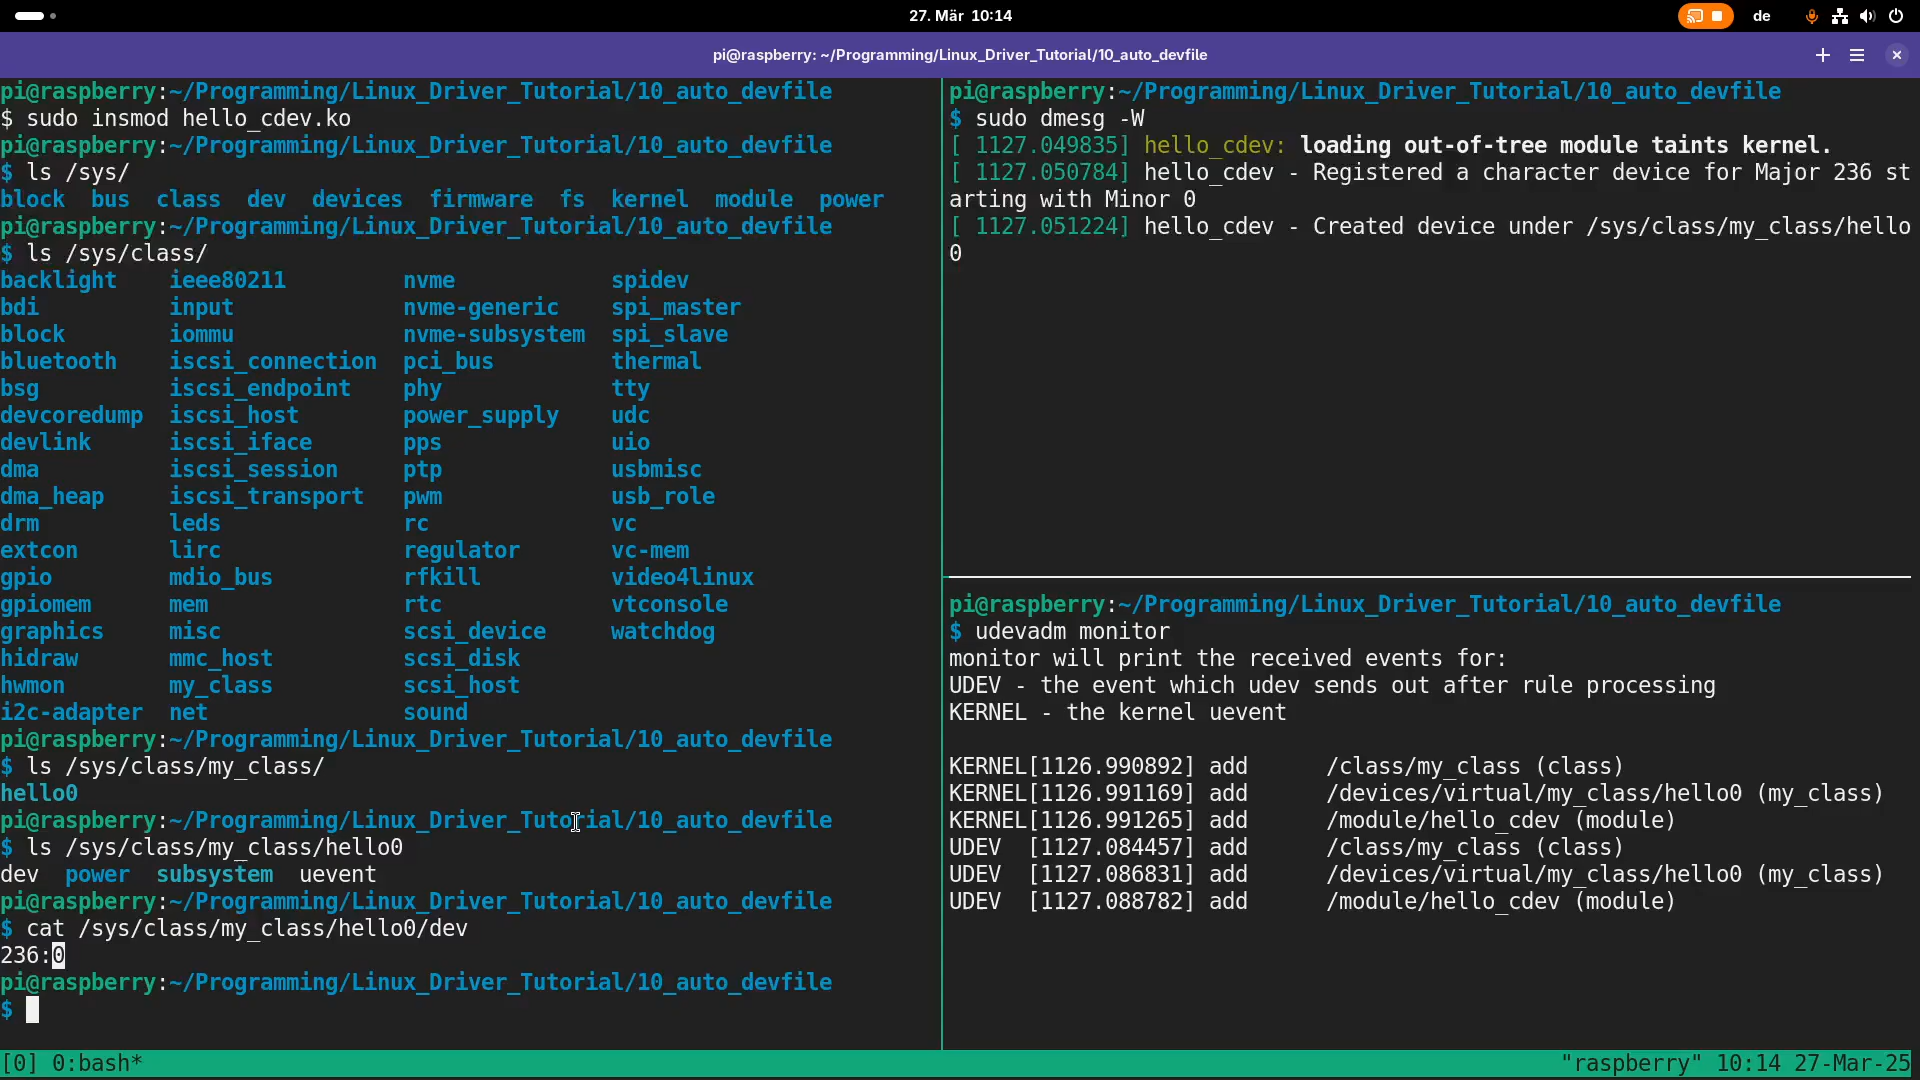 27. Mär 10:14
de
pi@raspberry: ~/Programming/Linux_Driver_Tutorial/10_auto_devfile
pi@raspberry:~/Programming/Linux_Driver_Tutorial/10_auto_devfile
$ sudo insmod hello_cdev.ko
pi@raspberry:~/Programming/Linux_Driver_Tutorial/10_auto_devfile
$ ls /sys/
block bus class dev devices firmware fs kernel module power
pi@raspberry:~/Programming/Linux_Driver_Tutorial/10_auto_devfile
$ ls /sys/class/
backlight ieee80211 nvme spidev
bdi input nvme-generic spi_master
block iommu nvme-subsystem spi_slave
bluetooth iscsi_connection pci_bus thermal
bsg iscsi_endpoint phy tty
devcoredump iscsi_host power_supply udc
devlink iscsi_iface pps uio
dma iscsi_session ptp usbmisc
dma_heap iscsi_transport pwm usb_role
drm leds rc vc
extcon lirc regulator vc-mem
gpio mdio_bus rfkill video4linux
gpiomem mem rtc vtconsole
graphics misc scsi_device watchdog
hidraw mmc_host scsi_disk
hwmon my_class scsi_host
i2c-adapter net sound
pi@raspberry:~/Programming/Linux_Driver_Tutorial/10_auto_devfile
$ ls /sys/class/my_class/
hello0
pi@raspberry:~/Programming/Linux_Driver_Tutorial/10_auto_devfile
$ ls /sys/class/my_class/hello0
dev power subsystem uevent
pi@raspberry:~/Programming/Linux_Driver_Tutorial/10_auto_devfile
$ cat /sys/class/my_class/hello0/dev
236:0
pi@raspberry:~/Programming/Linux_Driver_Tutorial/10_auto_devfile
$
pi@raspberry:~/Programming/Linux_Driver_Tutorial/10_auto_devfile
$ sudo dmesg -W
[ 1127.049835] hello_cdev: loading out-of-tree module taints kernel.
[ 1127.050784] hello_cdev - Registered a character device for Major 236 st
arting with Minor 0
[ 1127.051224] hello_cdev - Created device under /sys/class/my_class/hello
0
pi@raspberry:~/Programming/Linux_Driver_Tutorial/10_auto_devfile
$ udevadm monitor
monitor will print the received events for:
UDEV - the event which udev sends out after rule processing
KERNEL - the kernel uevent
KERNEL[1126.990892] add /class/my_class (class)
KERNEL[1126.991169] add /devices/virtual/my_class/hello0 (my_class)
KERNEL[1126.991265] add /module/hello_cdev (module)
UDEV [1127.084457] add /class/my_class (class)
UDEV [1127.086831] add /devices/virtual/my_class/hello0 (my_class)
UDEV [1127.088782] add /module/hello_cdev (module)
[0] 0:bash* "raspberry" 10:14 27-Mar-25